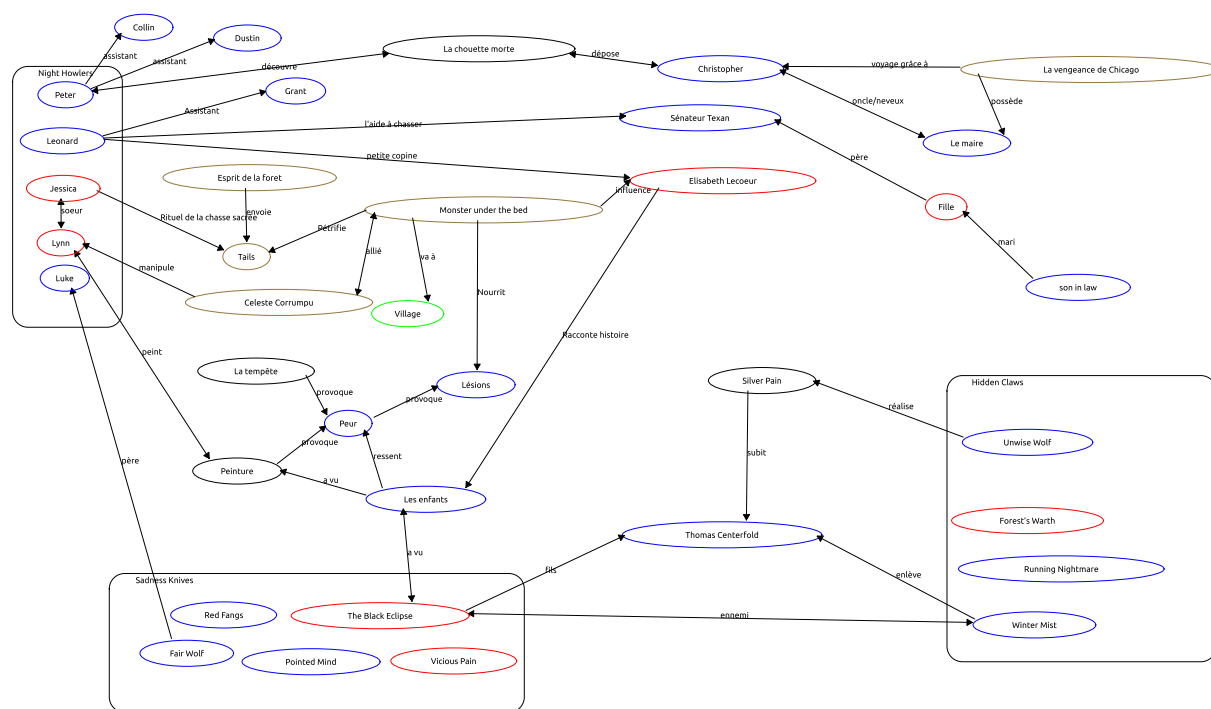 Collin
Dustin
La chouette morte
assistant
assistant
dépose
découvre
Christopher
voyage grâce à
La vengeance de Chicago
Night Howlers
Peter
Grant
Assistant
oncle/neveux
possède
Leonard
l'aide à chasser
Sénateur Texan
Le maire
petite copine
père
Esprit de la foret
Elisabeth Lecoeur
Jessica
influence
soeur
Rituel de la chasse sacrée
envoie
Monster under the bed
Fille
Pétrifie
Lynn
Tails
allié
va à
mari
manipule
Luke
Celeste Corrumpu
Nourrit
son in law
Village
Raconte histoire
peint
La tempête
provoque
Lésions
Silver Pain
Hidden Claws
provoque
réalise
Peur
provoque
Unwise Wolf
père
Peinture
ressent
subit
a vu
Les enfants
Forest's Warth
Thomas Centerfold
a vu
fils
enlève
Running Nightmare
Sadness Knives
Red Fangs
The Black Eclipse
ennemi
Winter Mist
Fair Wolf
Pointed Mind
Vicious Pain